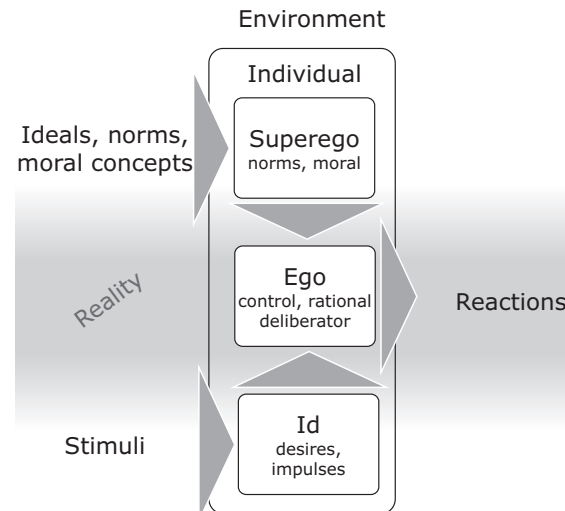 Environment
Individual
Ideals, norms,
moral concepts
Superego
norms, moral
Reality
Ego
control, rational
deliberator
Reactions
Stimuli
Id
desires,
impulses